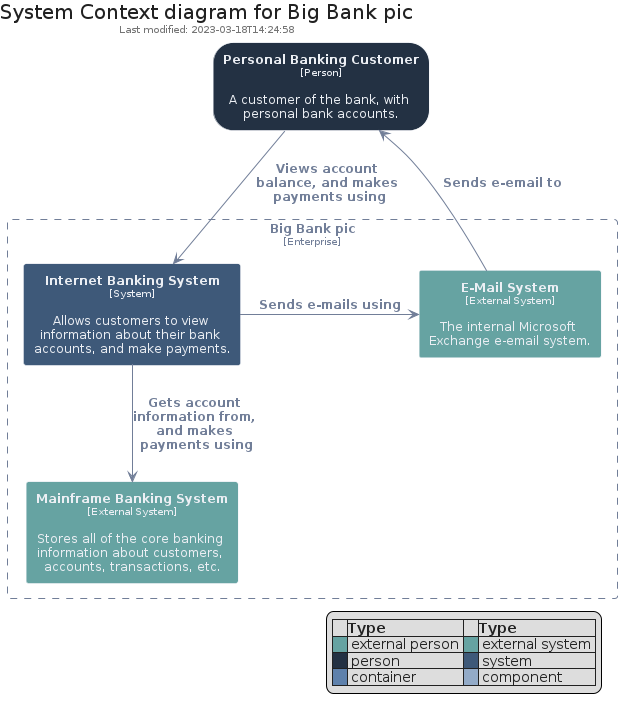 System Context diagram for Big Bank pic
Last modified: 2023-03-18T14:24:58
Personal Banking Customer
[Person]
A customer of the bank, with
personal bank accounts.
Views account
balance, and makes
payments using
Sends e-email to
Big Bank pic
[Enterprise]
Internet Banking System
[System]
Allows customers to view
information about their bank
accounts, and make payments.
Sends e-mails using
E-Mail System
[External System]
The internal Microsoft
Exchange e-email system.
Gets account
information from,
and makes
payments using
Mainframe Banking System
[External System]
Stores all of the core banking
information about customers,
accounts, transactions, etc.
Type Type
external person external system
person system
container component